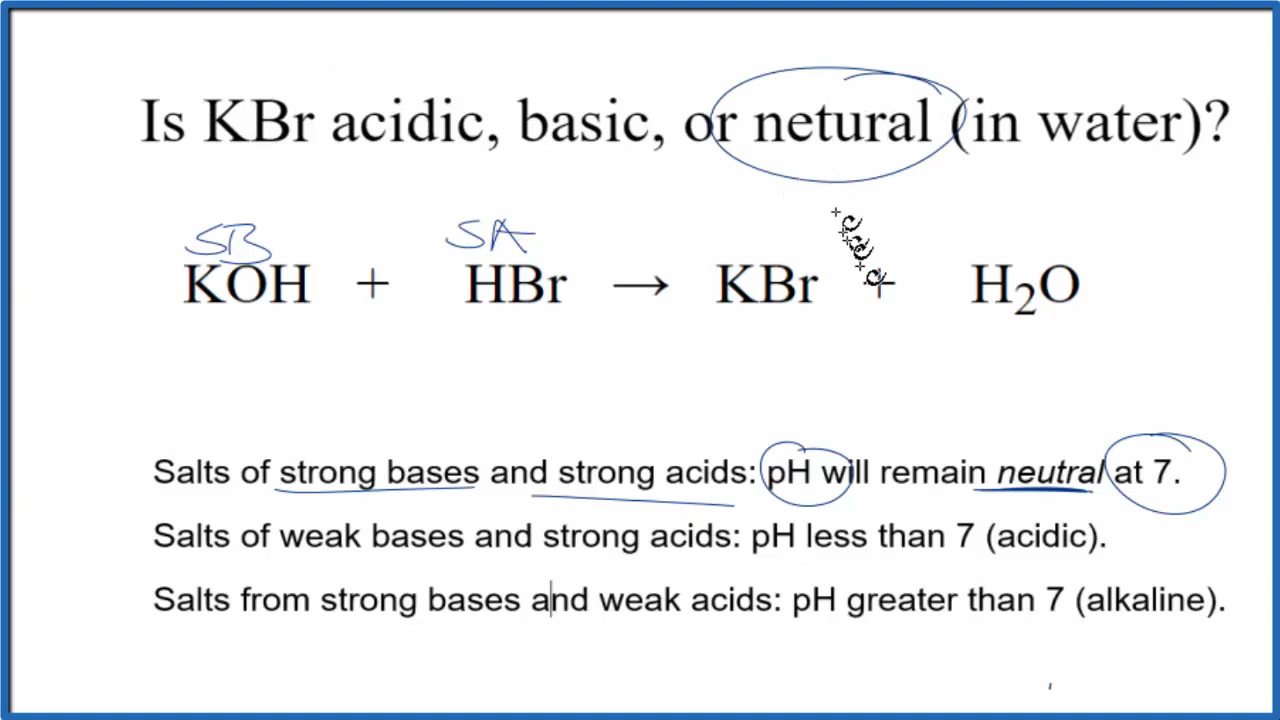 Is KBr acidic, basic, or netural (in water)?
SB SA
KOH + HBr → KBr + H₂O
Salts of strong bases and strong acids: pH will remain neutral at 7.
Salts of weak bases and strong acids: pH less than 7 (acidic).
Salts from strong bases and weak acids: pH greater than 7 (alkaline).